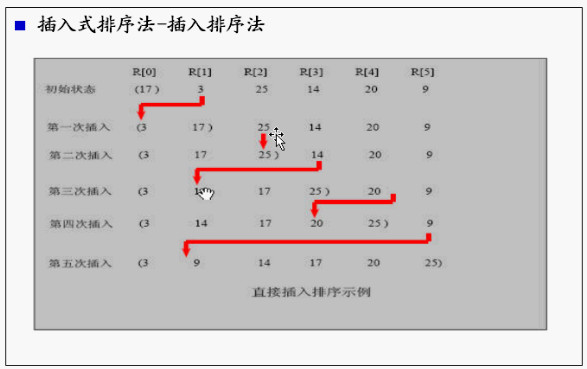 插入式排序法-插入排序法
R[0] R[1] R[2] R[3] R[4] R[5]
初始状态 (17) 3 25 14 20 9
第一次插入 (3 17) 25 14 20 9
第二次插入 (3 17 25) 14 20 9
第三次插入 (3 17 25) 20 9
第四次插入 (3 14 17 20 25) 9
第五次插入 (3 9 14 17 20 25)
直接插入排序示例